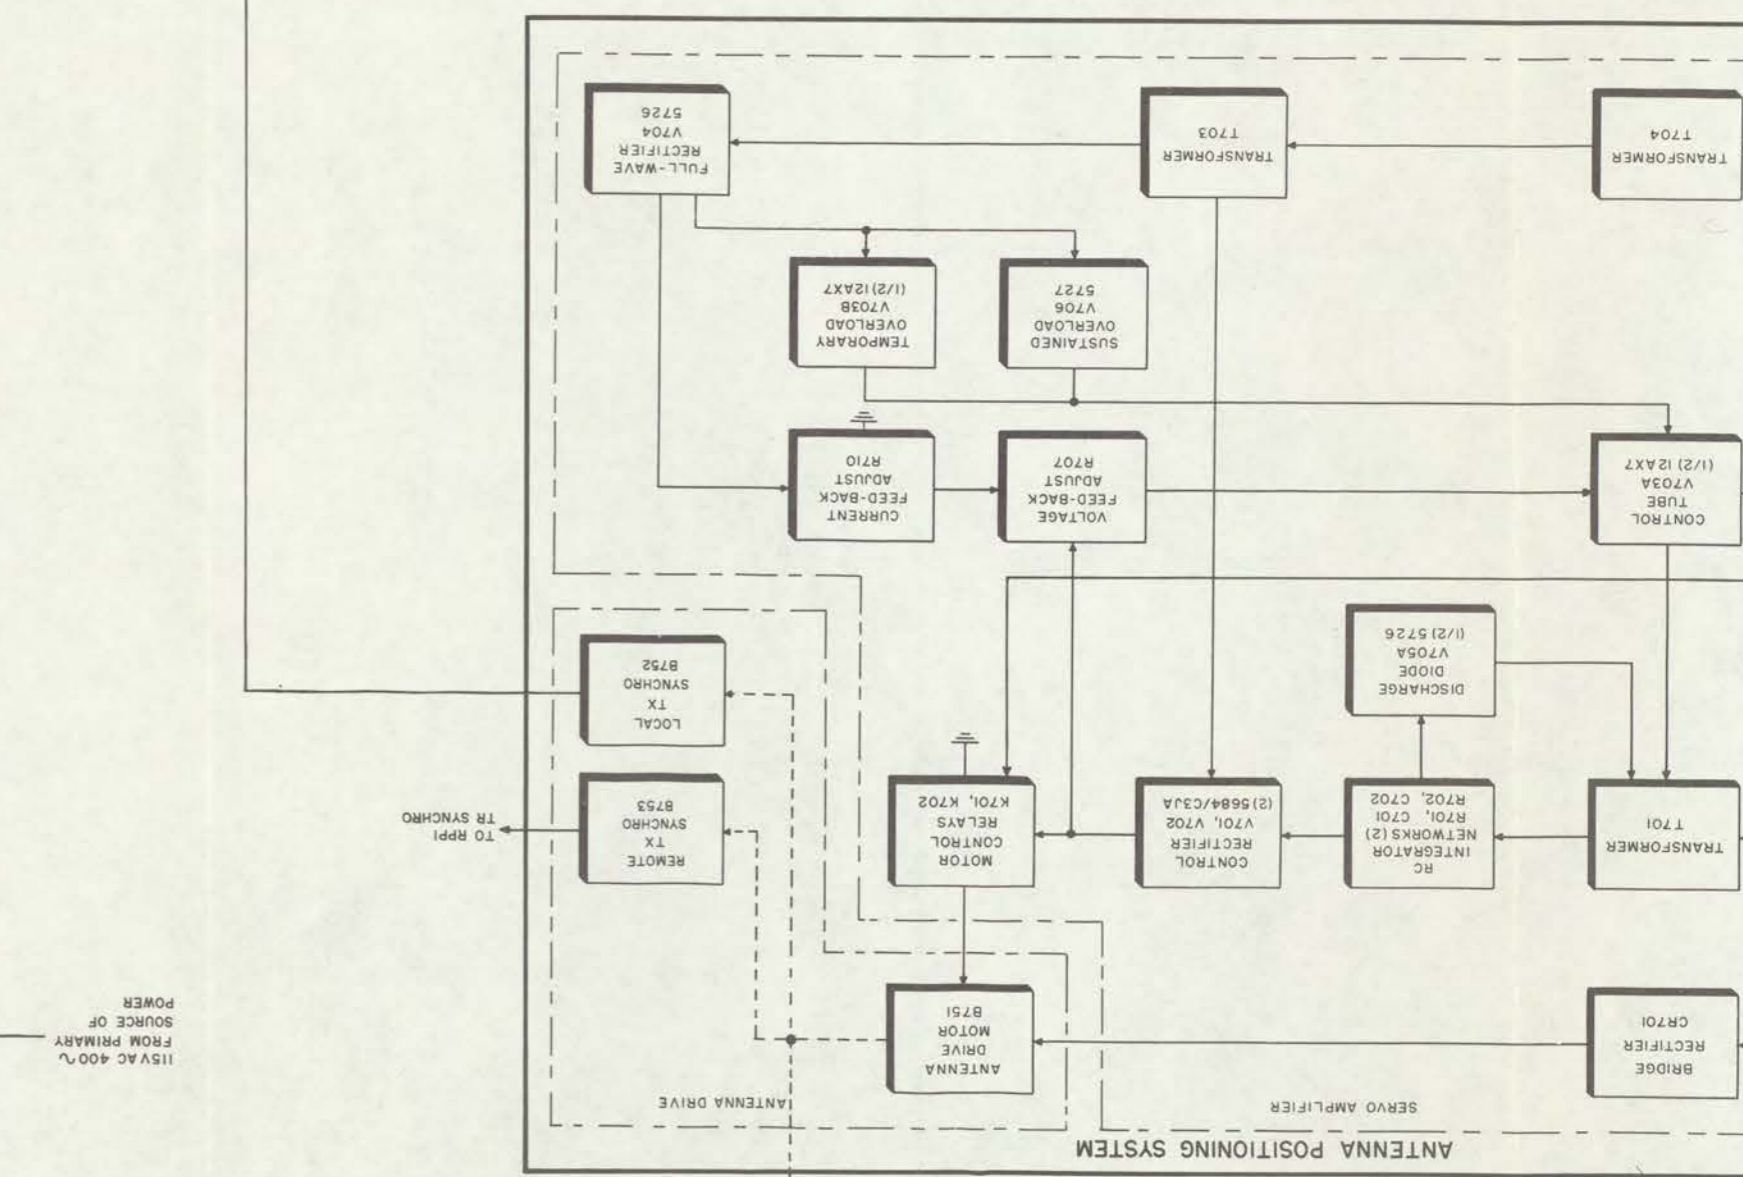 ANTENNA POSITIONING SYSTEM
SERVO AMPLIFIER
ANTENNA DRIVE
BRIDGE
RECTIFIER
CR701
ANTENNA
DRIVE
MOTOR
B751
115VAC 400∿
FROM PRIMARY
SOURCE OF
POWER
TRANSFORMER
T701
RC
INTEGRATOR
NETWORKS (2)
R701, C701
R702, C702
CONTROL
RECTIFIER
V701, V702
(2) 5684/C3JA
MOTOR
CONTROL
RELAYS
K701, K702
REMOTE
TX
SYNCHRO
B753
TO RPPI
TR SYNCHRO
DISCHARGE
DIODE
V705A
(1/2) 5726
LOCAL
TX
SYNCHRO
B752
CONTROL
TUBE
V703A
(1/2) 12AX7
VOLTAGE
FEED-BACK
ADJUST
R707
CURRENT
FEED-BACK
ADJUST
R710
SUSTAINED
OVERLOAD
V706
5727
TEMPORARY
OVERLOAD
V703B
(1/2) 12AX7
TRANSFORMER
T704
TRANSFORMER
T703
FULL-WAVE
RECTIFIER
V704
5726